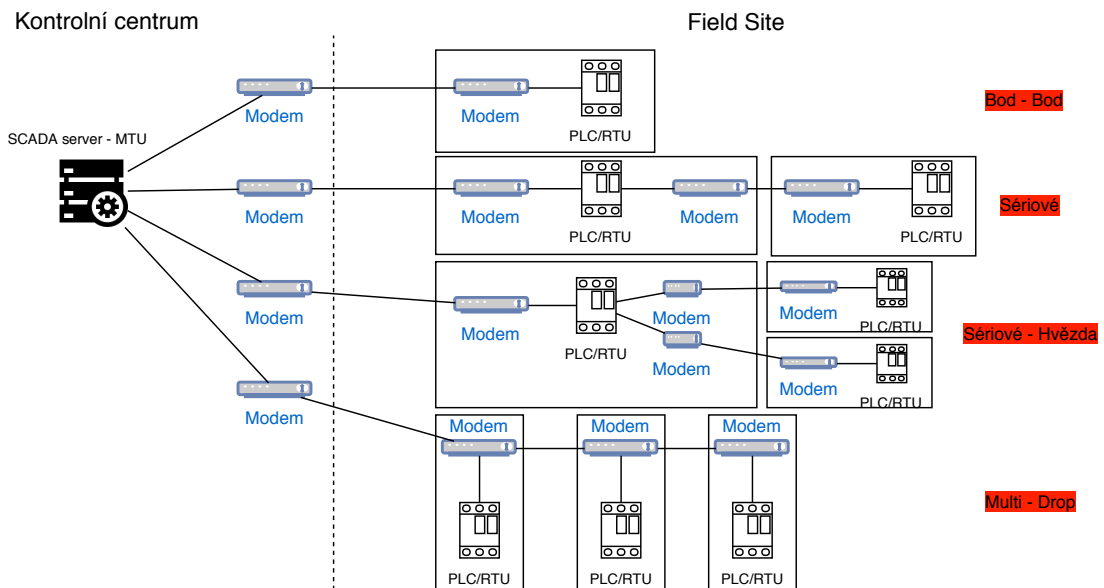 Kontrolní centrum
Field Site
SCADA server - MTU
Modem
Modem
PLC/RTU
Bod - Bod
Modem
Modem
PLC/RTU
Modem
Modem
PLC/RTU
Sériové
Modem
Modem
PLC/RTU
Modem
Modem
Modem
PLC/RTU
Modem
PLC/RTU
Sériové - Hvězda
Modem
Modem
Modem
Modem
PLC/RTU
PLC/RTU
PLC/RTU
Multi - Drop